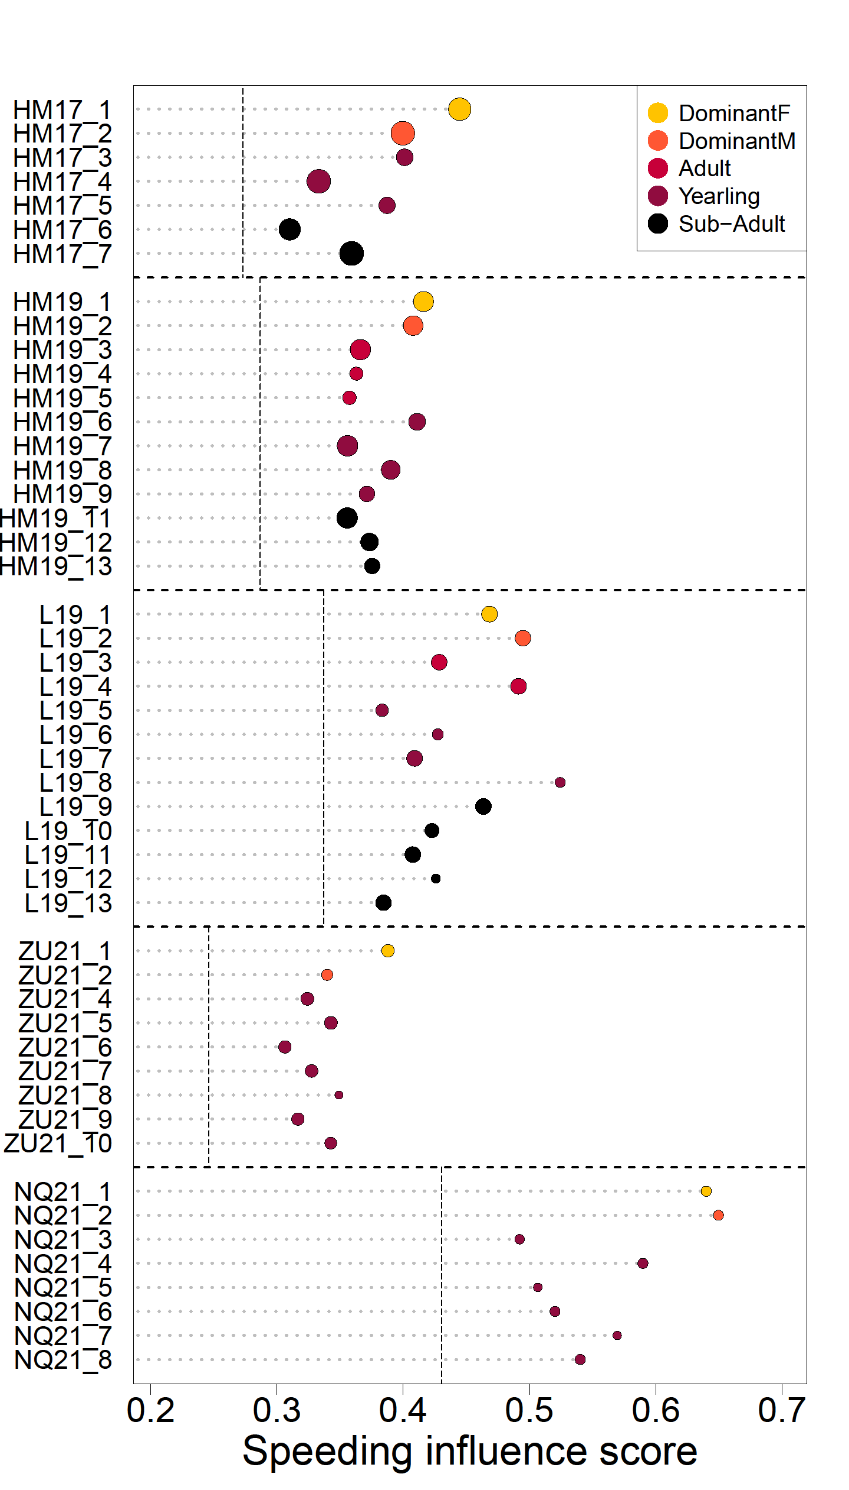 HM17_1
HM17_2
HM17_3
HM17_4
HM17_5
HM17_6
HM17_7
DominantF
DominantM
Adult
Yearling
Sub−Adult
HM19_1
HM19_2
HM19_3
HM19_4
HM19_5
HM19_6
HM19_7
HM19_8
HM19_9
HM19_11
HM19_12
HM19_13
L19_1
L19_2
L19_3
L19_4
L19_5
L19_6
L19_7
L19_8
L19_9
L19_10
L19_11
L19_12
L19_13
ZU21_1
ZU21_2
ZU21_4
ZU21_5
ZU21_6
ZU21_7
ZU21_8
ZU21_9
ZU21_10
NQ21_1
NQ21_2
NQ21_3
NQ21_4
NQ21_5
NQ21_6
NQ21_7
NQ21_8
0.2 0.3 0.4 0.5 0.6 0.7
Speeding influence score